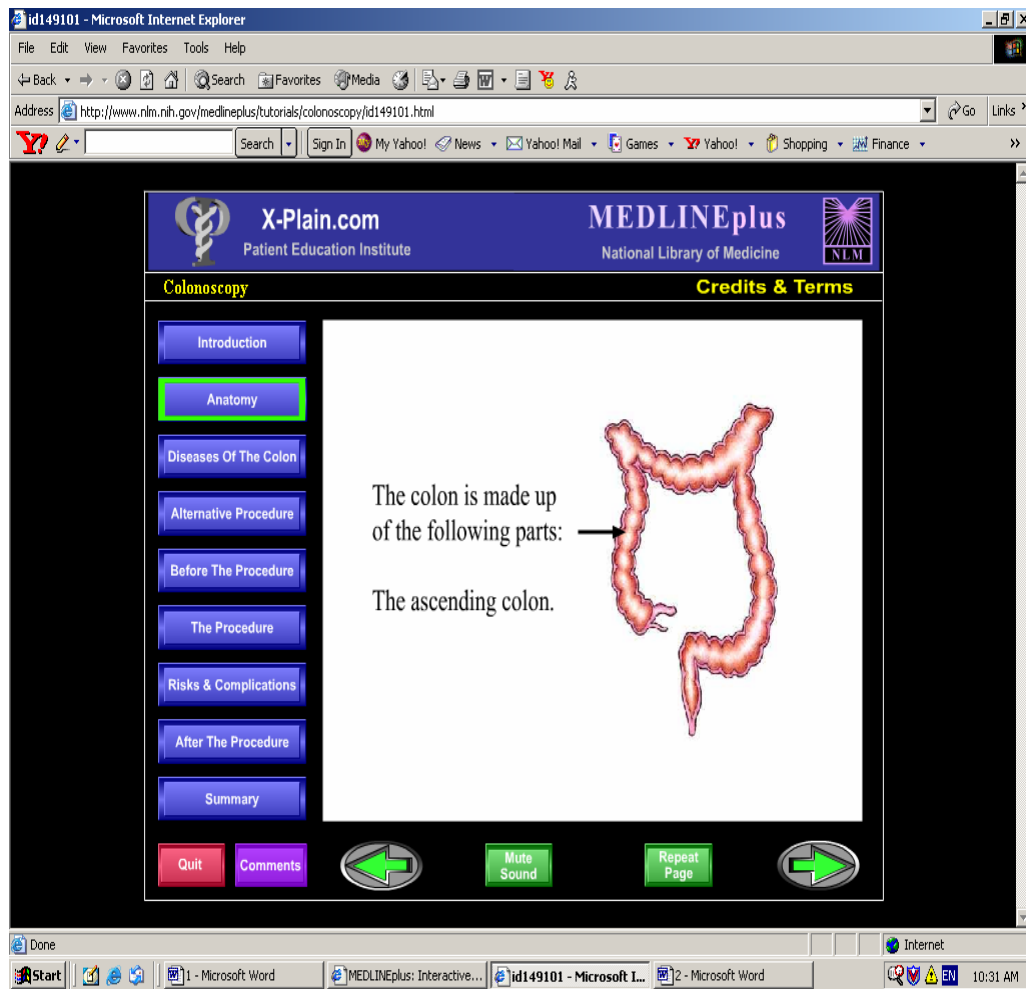 id149101 - Microsoft Internet Explorer
File Edit View Favorites Tools Help
Back Search Favorites Media
Address http://www.nlm.nih.gov/medlineplus/tutorials/colonoscopy/id149101.html Go Links
Y! Search Sign In My Yahoo! News Yahoo! Mail Games Yahoo! Shopping Finance
X-Plain.com
Patient Education Institute
MEDLINEplus
National Library of Medicine
NLM
Colonoscopy
Credits & Terms
Introduction
Anatomy
Diseases Of The Colon
Alternative Procedure
Before The Procedure
The Procedure
Risks & Complications
After The Procedure
Summary
The colon is made up
of the following parts:
The ascending colon.
Quit
Comments
Mute
Sound
Repeat
Page
Done Internet
Start 1 - Microsoft Word MEDLINEplus: Interactive... id149101 - Microsoft I... 2 - Microsoft Word EN 10:31 AM